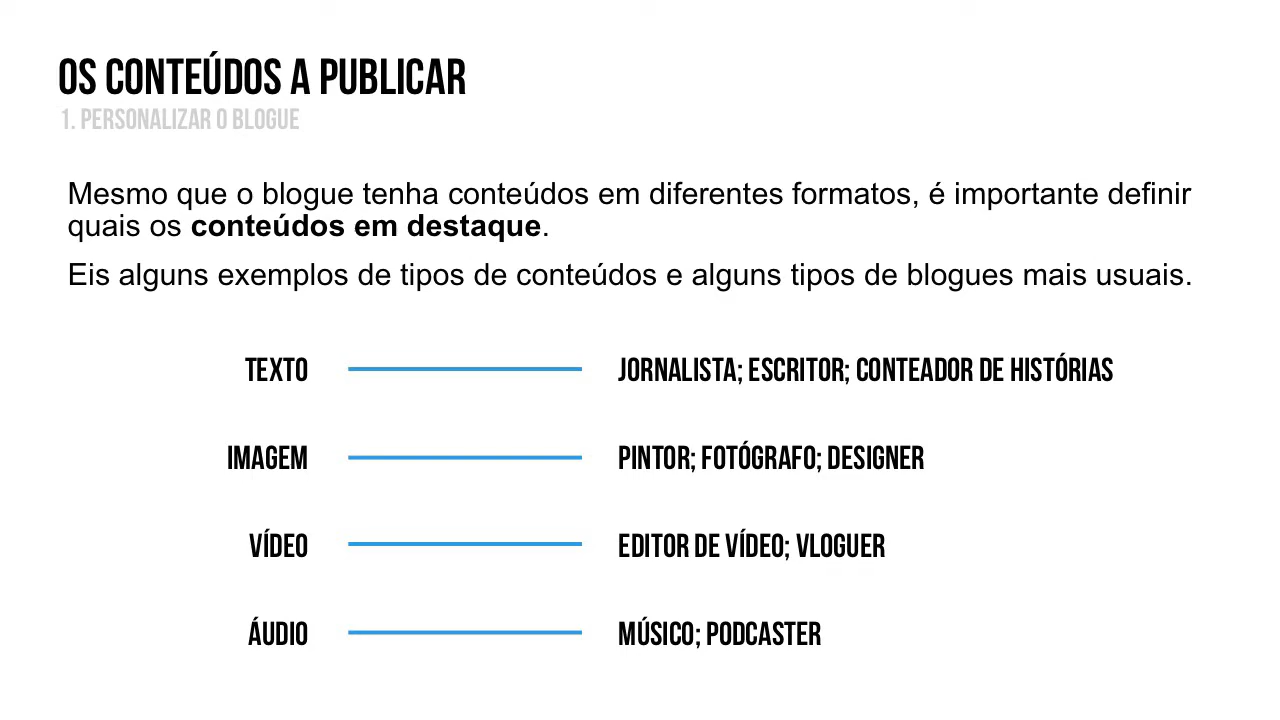 OS CONTEÚDOS A PUBLICAR
1. PERSONALIZAR O BLOGUE
Mesmo que o blogue tenha conteúdos em diferentes formatos, é importante definir
quais os conteúdos em destaque.
Eis alguns exemplos de tipos de conteúdos e alguns tipos de blogues mais usuais.
TEXTO JORNALISTA; ESCRITOR; CONTEADOR DE HISTÓRIAS
IMAGEM PINTOR; FOTÓGRAFO; DESIGNER
VÍDEO EDITOR DE VÍDEO; VLOGUER
ÁUDIO MÚSICO; PODCASTER